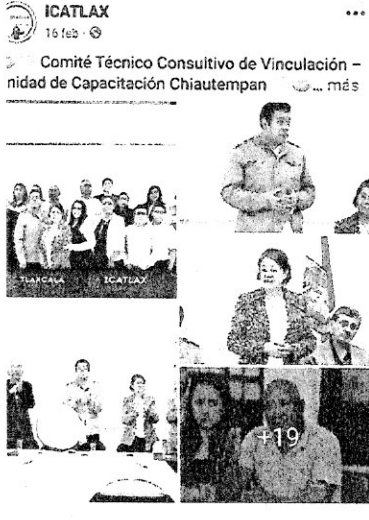 ICATLAX
16 feb
Comité Técnico Consultivo de Vinculación –
nidad de Capacitación Chiautempan ... más
TLAXCALA ICATLAX
+19